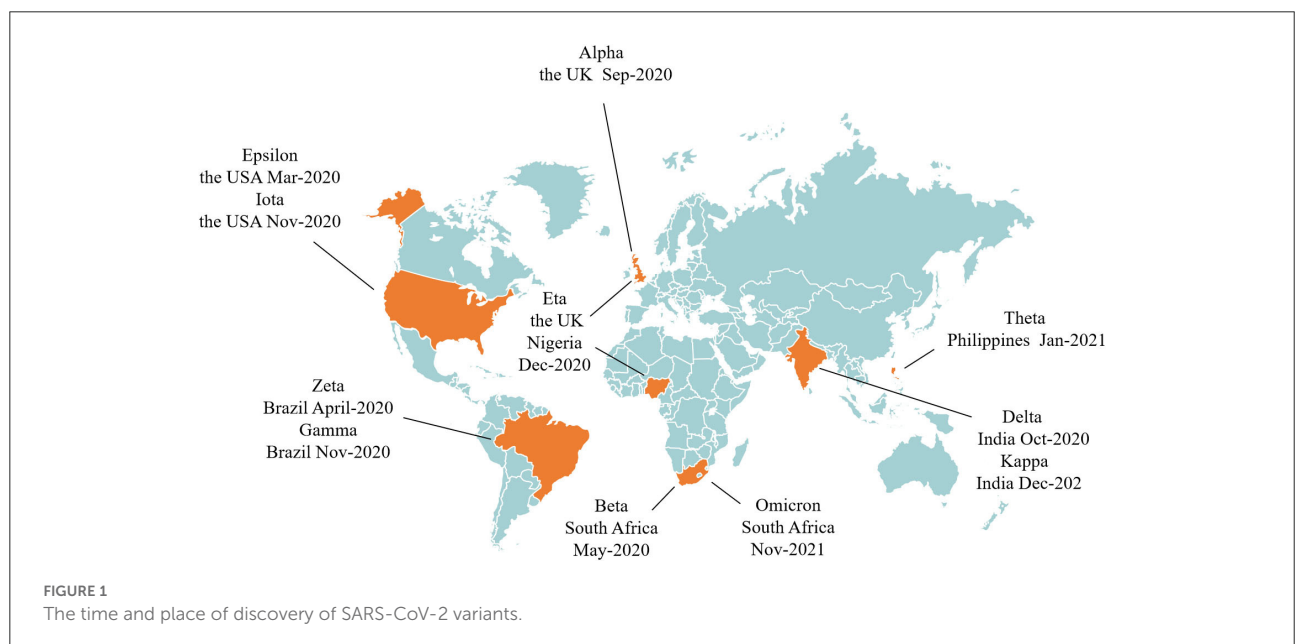 Alpha
the UK Sep-2020
Epsilon
the USA Mar-2020
Iota
the USA Nov-2020
Eta
the UK
Nigeria
Dec-2020
Theta
Philippines Jan-2021
Zeta
Brazil April-2020
Gamma
Brazil Nov-2020
Delta
India Oct-2020
Kappa
India Dec-202
Beta
South Africa
May-2020
Omicron
South Africa
Nov-2021
FIGURE 1
The time and place of discovery of SARS-CoV-2 variants.